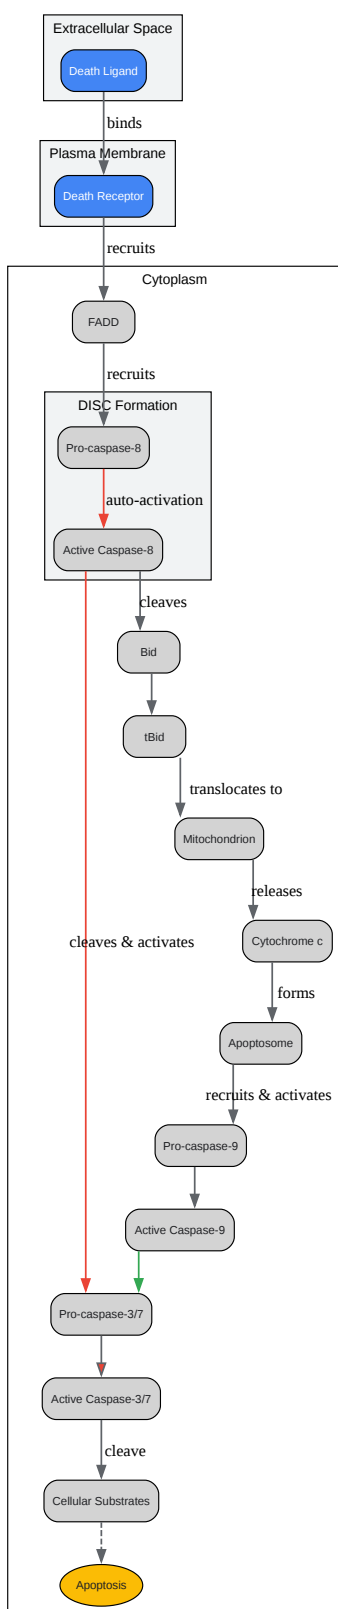 Extracellular Space
Death Ligand
binds
Plasma Membrane
Death Receptor
recruits
Cytoplasm
FADD
recruits
DISC Formation
Pro-caspase-8
auto-activation
Active Caspase-8
cleaves
Bid
tBid
translocates to
Mitochondrion
releases
Cytochrome c
cleaves & activates
forms
Apoptosome
recruits & activates
Pro-caspase-9
Active Caspase-9
Pro-caspase-3/7
Active Caspase-3/7
cleave
Cellular Substrates
Apoptosis